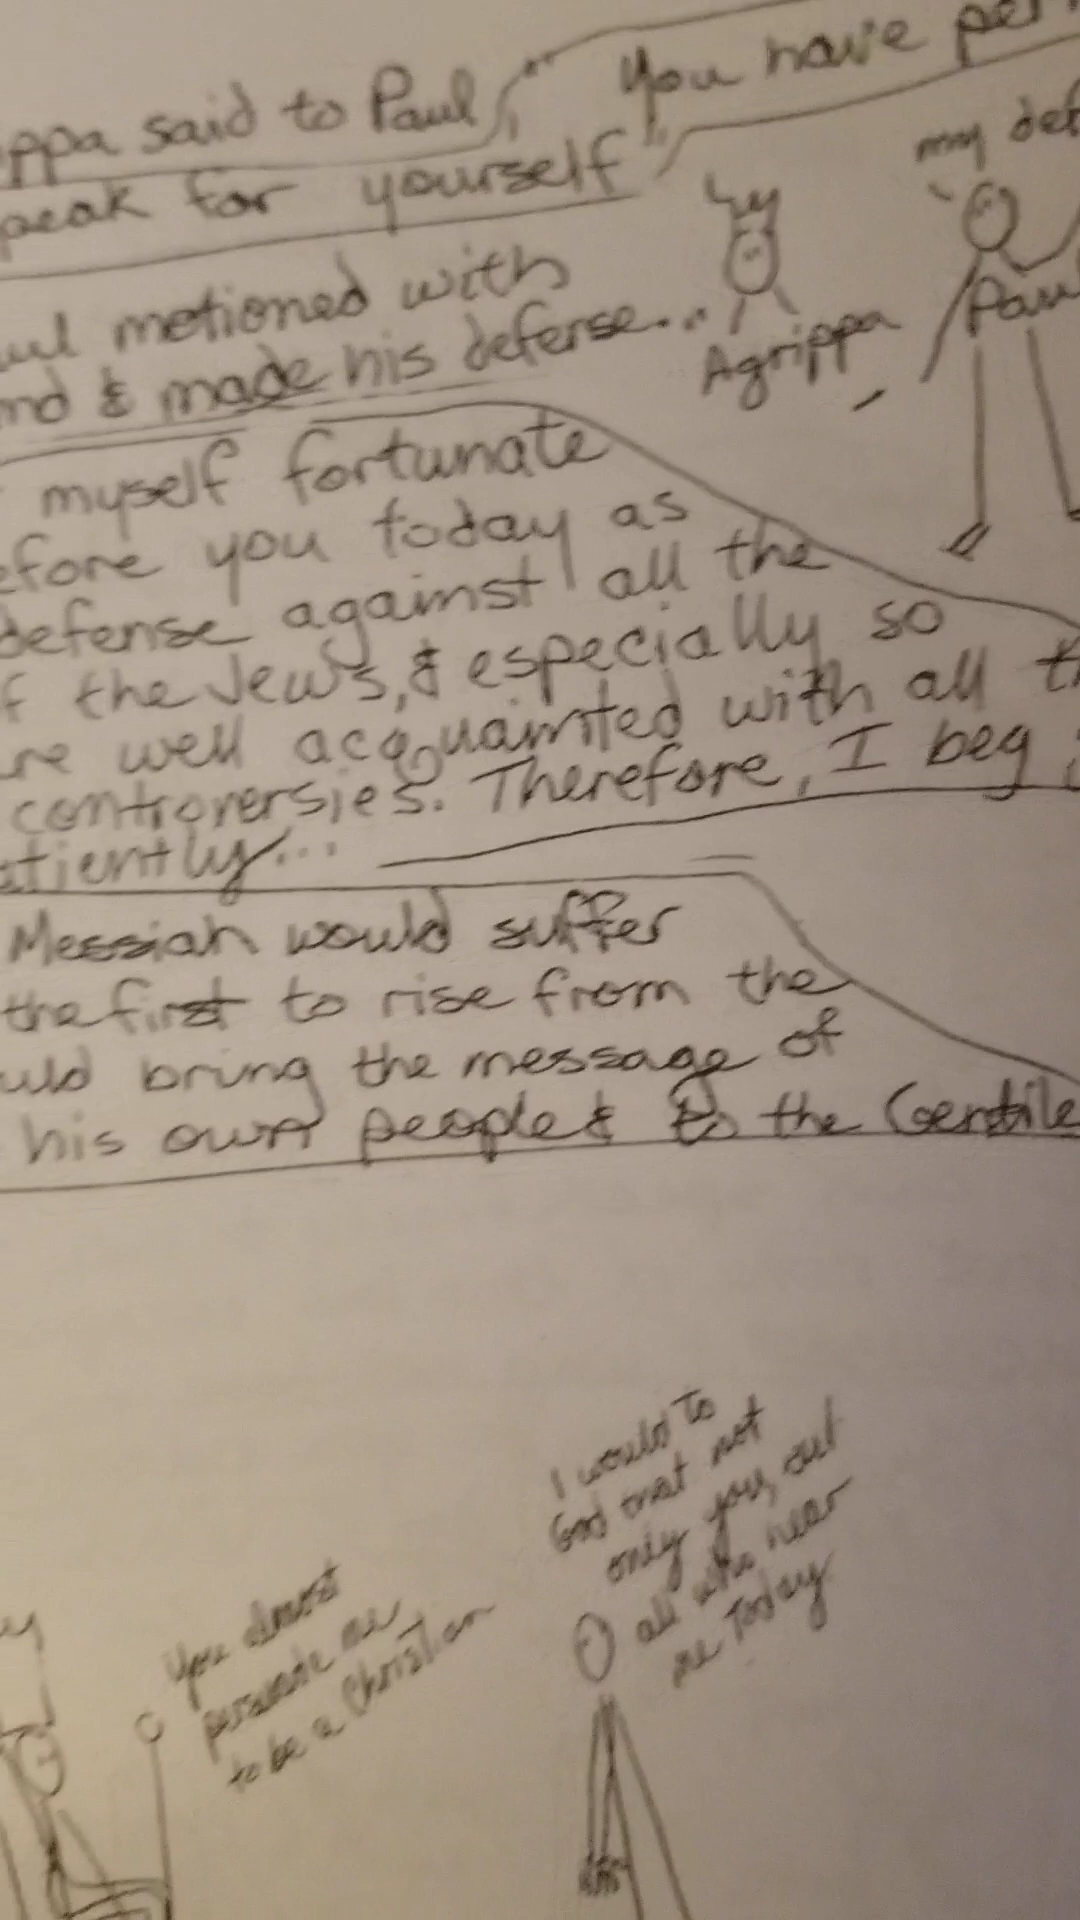 ppa said to Paul, "You have per
peak for yourself"
my def
ul motioned with
nd & made his defense...
Agrippa
Pau
myself fortunate
efore you today as
defense against all the
f the Jews, & especially so
re well acquainted with all th
controversies. Therefore, I beg
atiently...
Messiah would suffer
the first to rise from the
uld bring the message of
his own people & to the Gentile
I would to
God that not
only you, but
all who hear
me today
You almost
persuade me
to be a Christian